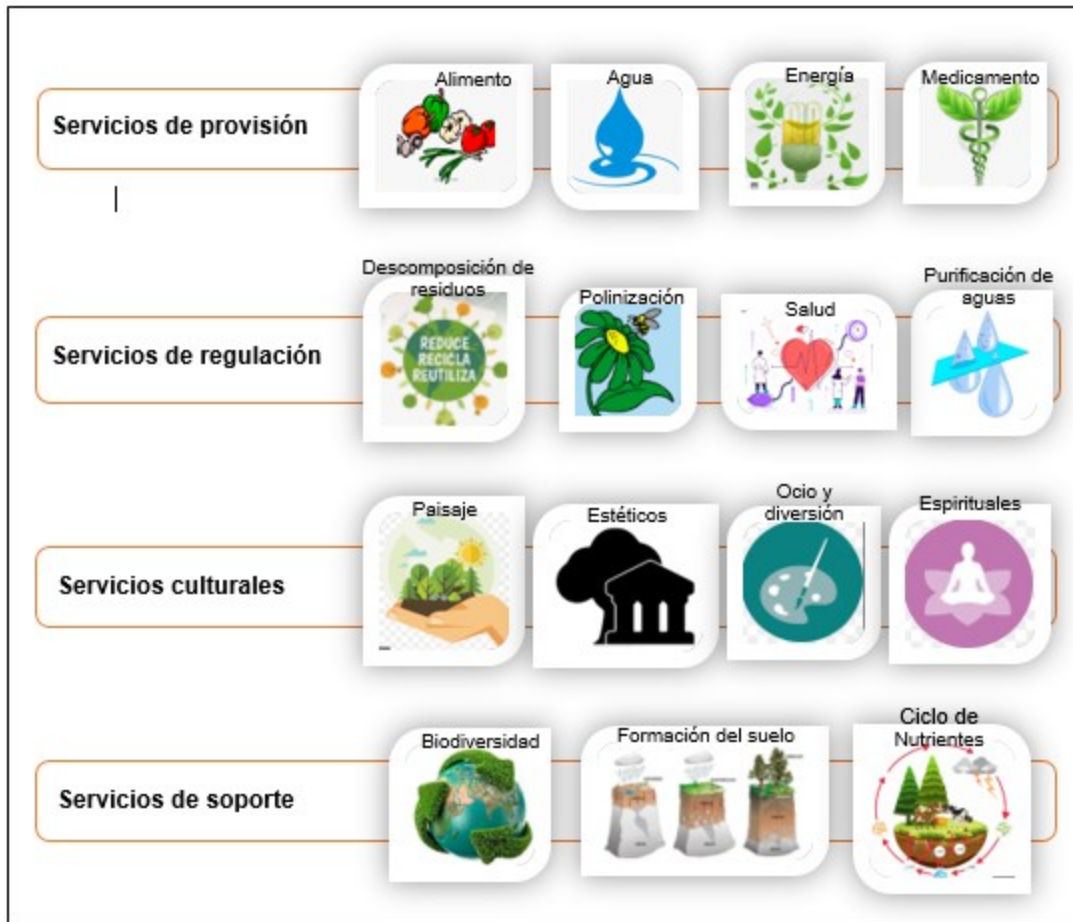 Servicios de provisión
Alimento
Agua
Energía
Medicamento
Servicios de regulación
Descomposición de
residuos
REDUCE
RECICLA
REUTILIZA
Polinización
Salud
Purificación de
aguas
Servicios culturales
Paisaje
Estéticos
Ocio y
diversión
Espirituales
Servicios de soporte
Biodiversidad
Formación del suelo
Ciclo de
Nutrientes